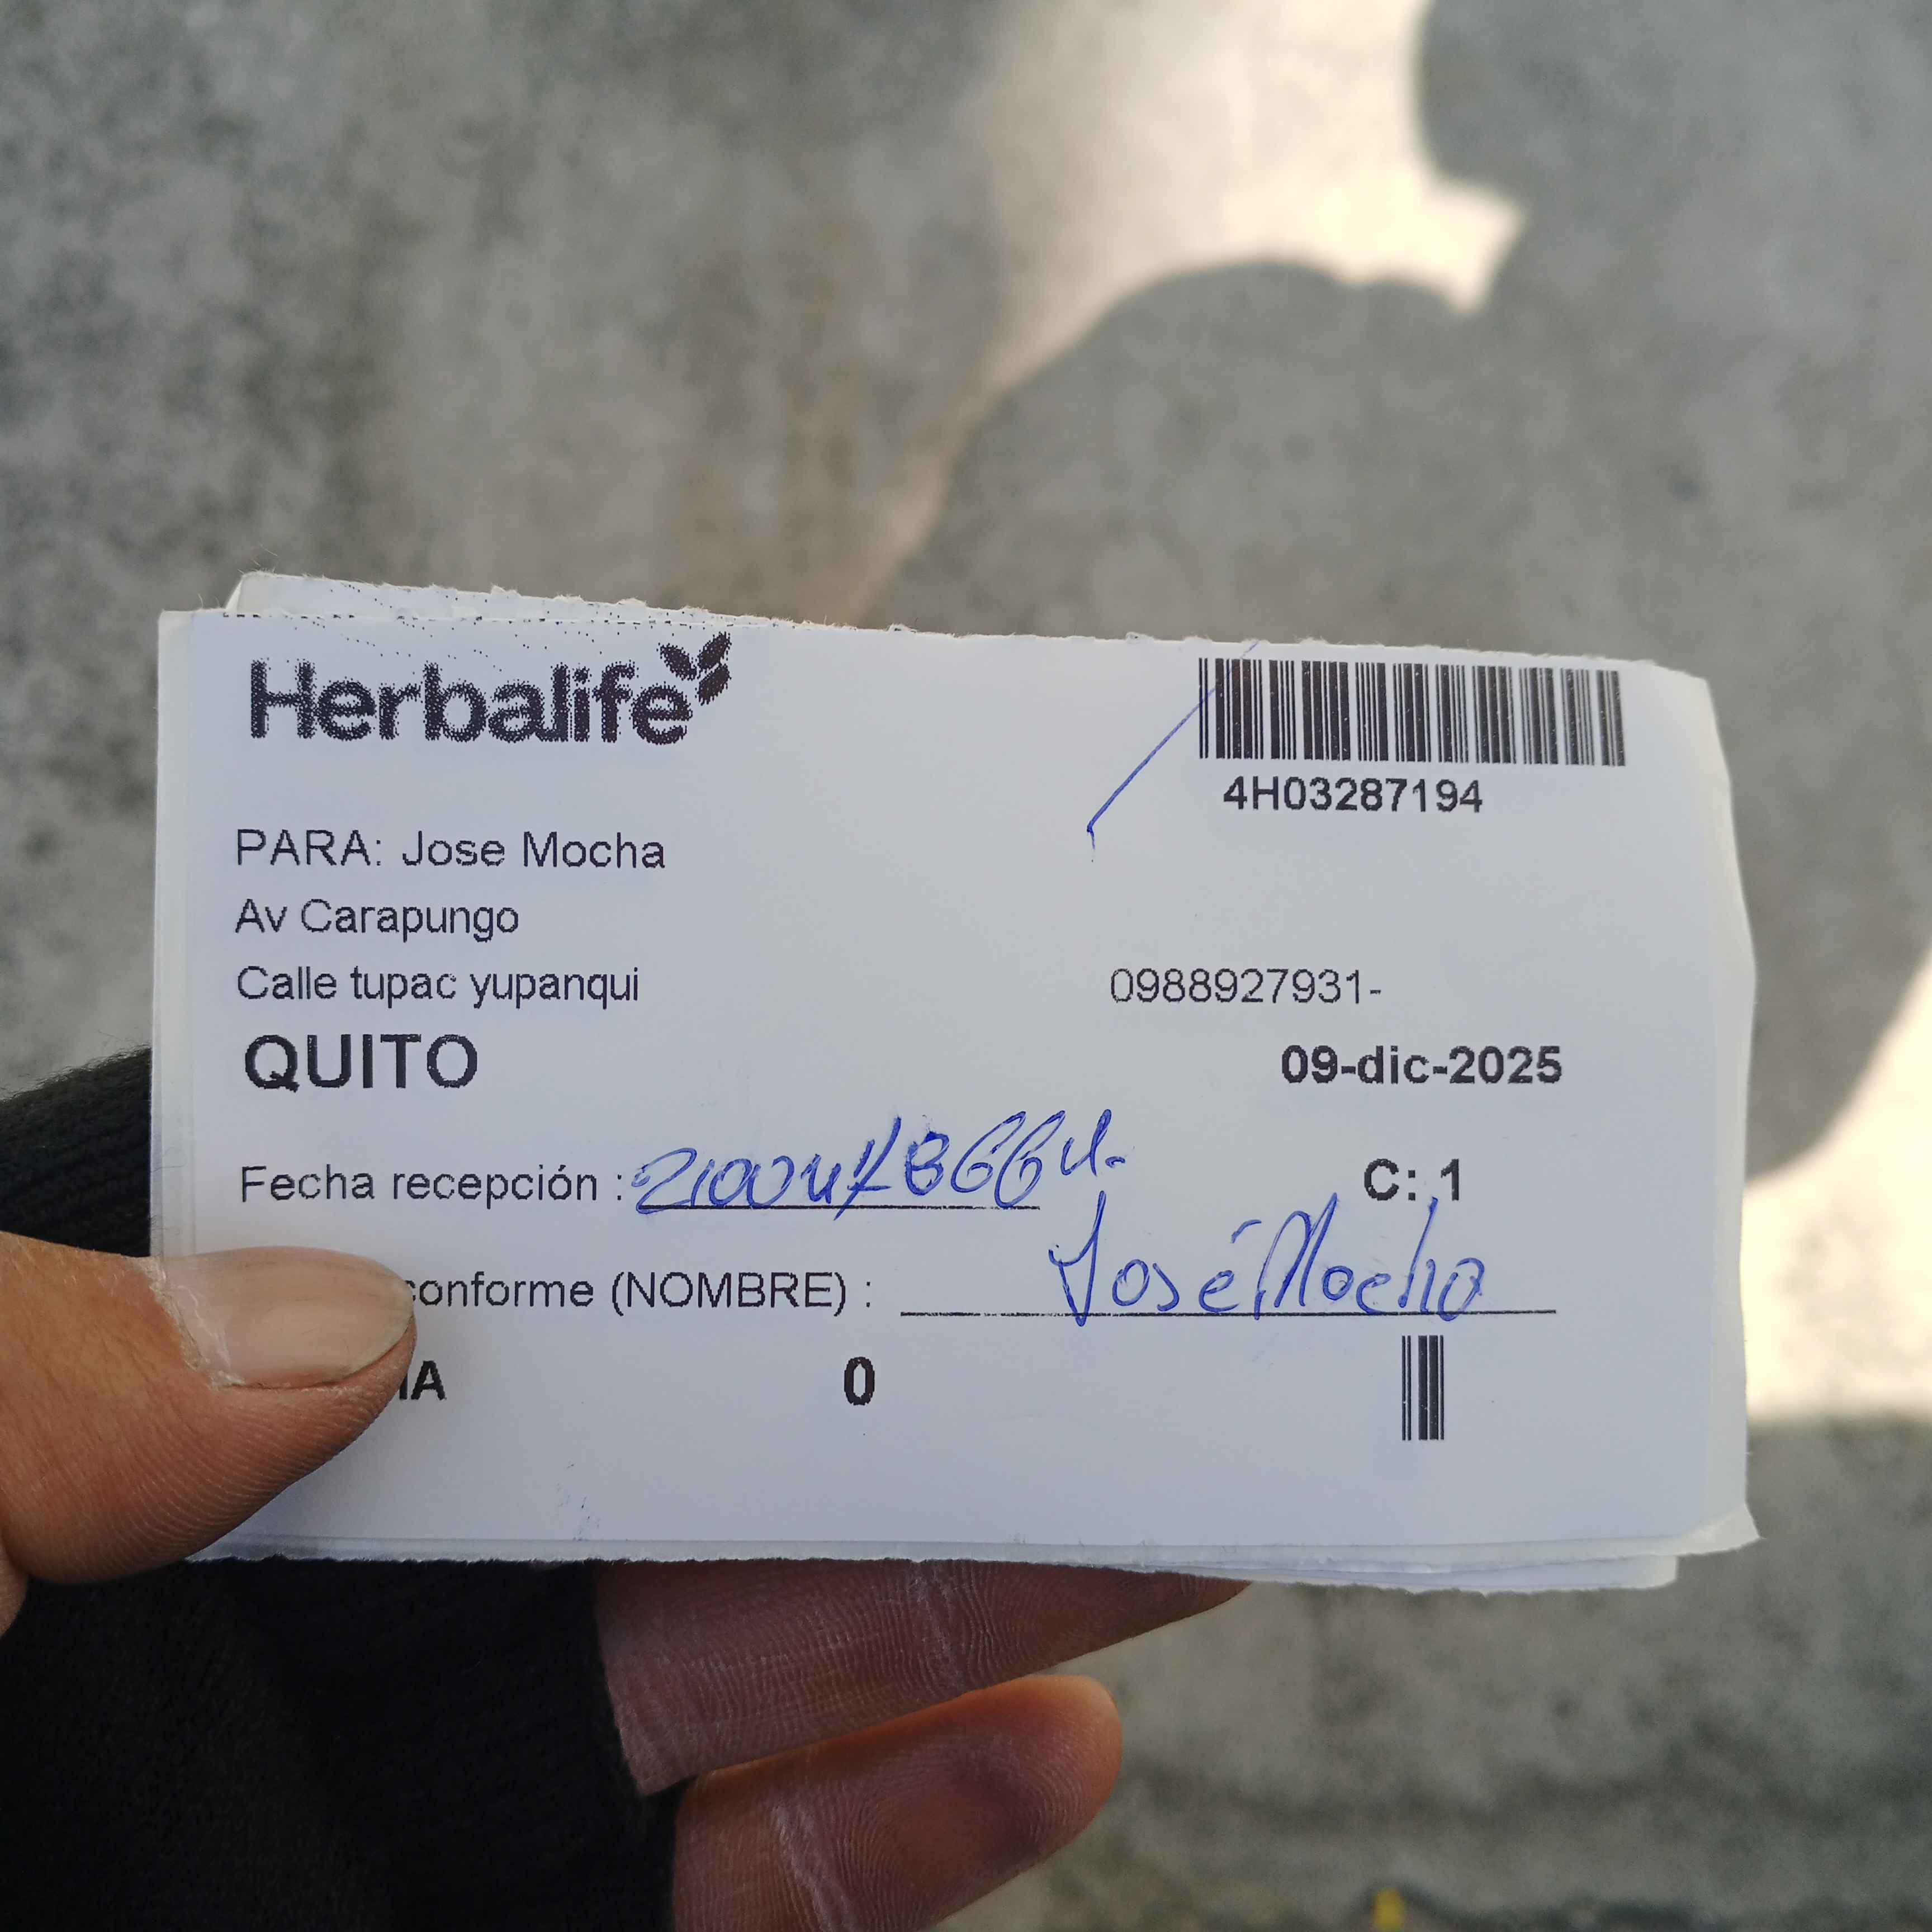 Herbalife
4H03287194
PARA: Jose Mocha
Av Carapungo
Calle tupac yupanqui 0988927931-
QUITO 09-dic-2025
Fecha recepción : C: 1
conforme (NOMBRE) : José Mocha
IA 0